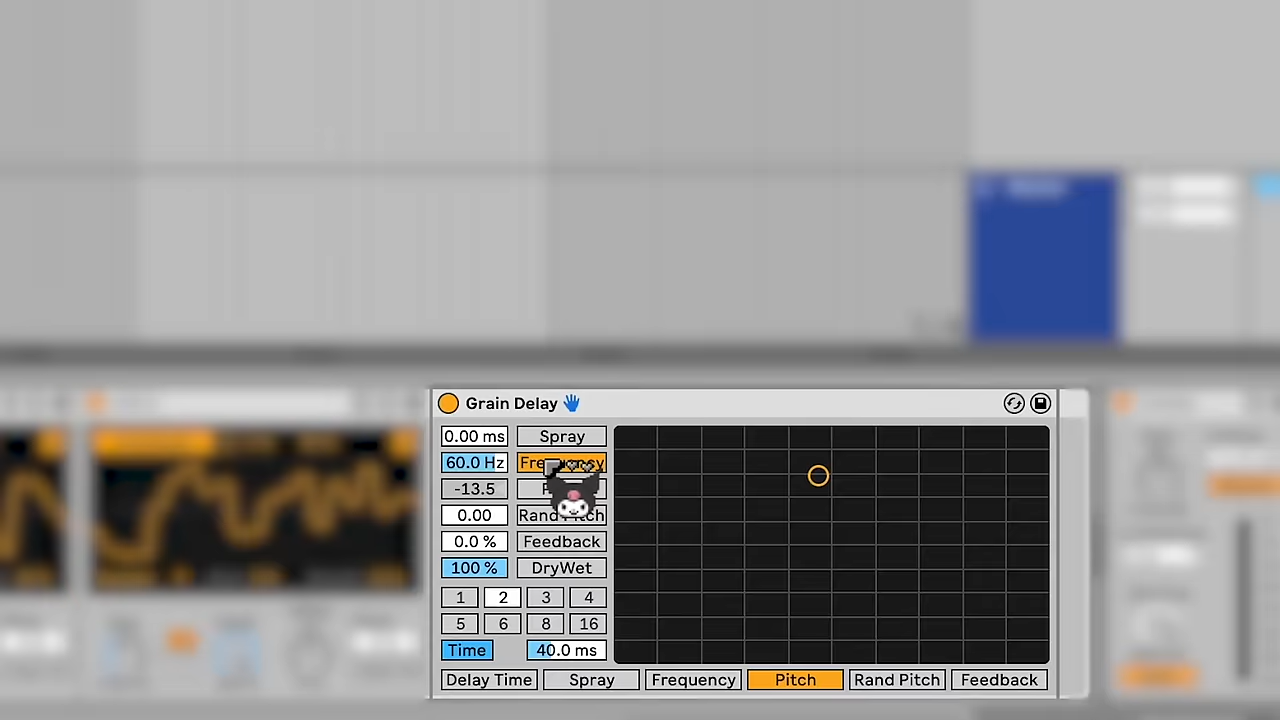 Grain Delay
0.00 ms Spray
60.0 Hz Frequency
-13.5
0.00 Rand Pitch
0.0 % Feedback
100 % DryWet
1 2 3 4
5 6 8 16
Time 40.0 ms
Delay Time Spray Frequency Pitch Rand Pitch Feedback